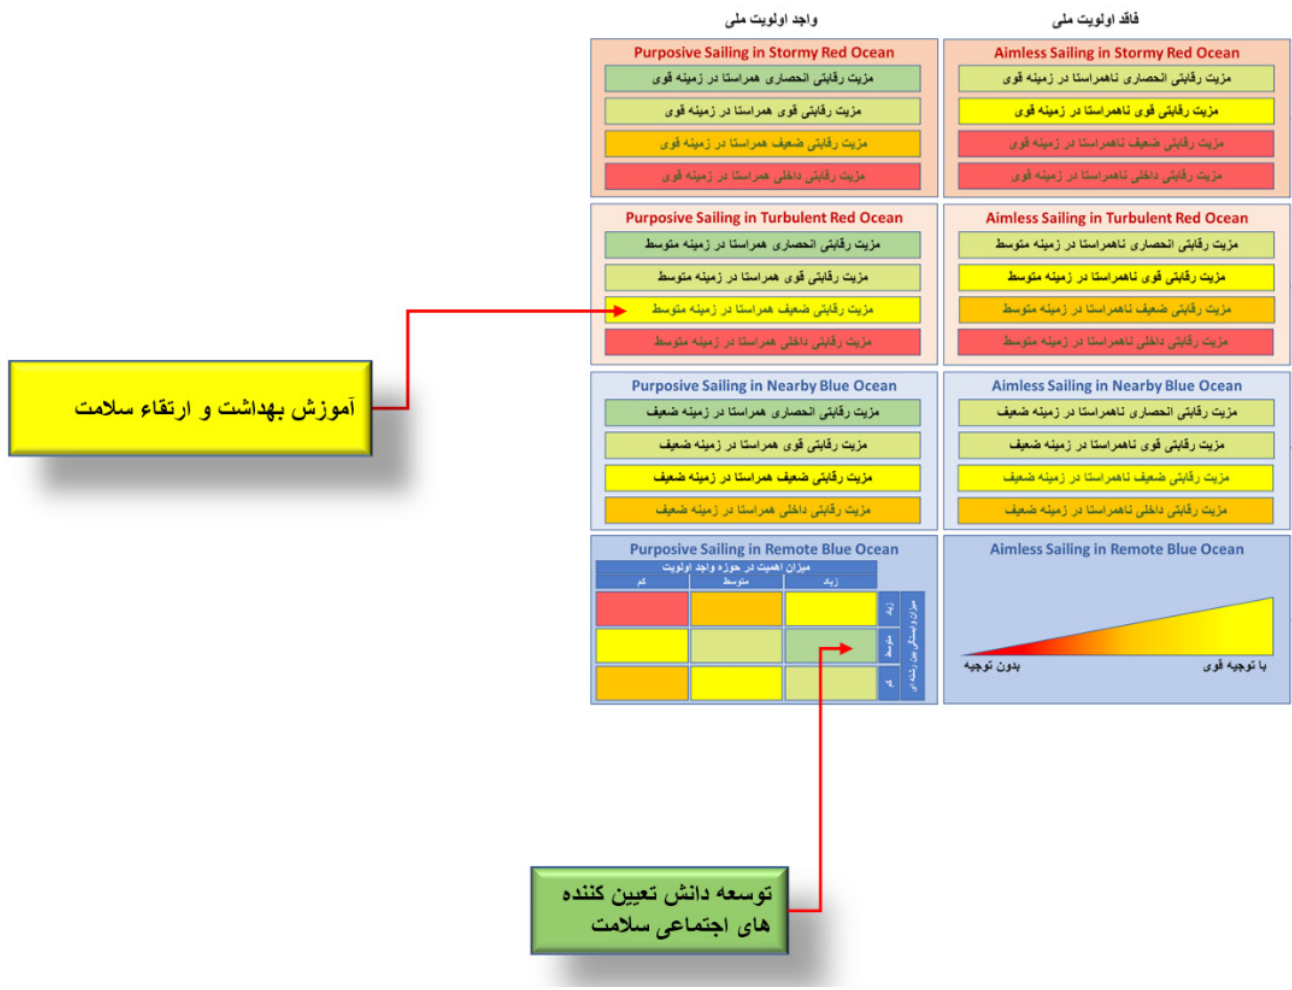 واجد اولویت ملی
فاقد اولویت ملی
Purposive Sailing in Stormy Red Ocean
مزیت رقابتی انحصاری همراستا در زمینه قوی
مزیت رقابتی قوی همراستا در زمینه قوی
مزیت رقابتی ضعیف همراستا در زمینه قوی
مزیت رقابتی داخلی همراستا در زمینه قوی
Aimless Sailing in Stormy Red Ocean
مزیت رقابتی انحصاری ناهمراستا در زمینه قوی
مزیت رقابتی قوی ناهمراستا در زمینه قوی
مزیت رقابتی ضعیف ناهمراستا در زمینه قوی
مزیت رقابتی داخلی ناهمراستا در زمینه قوی
Purposive Sailing in Turbulent Red Ocean
مزیت رقابتی انحصاری همراستا در زمینه متوسط
مزیت رقابتی قوی همراستا در زمینه متوسط
مزیت رقابتی ضعیف همراستا در زمینه متوسط
مزیت رقابتی داخلی همراستا در زمینه متوسط
Aimless Sailing in Turbulent Red Ocean
مزیت رقابتی انحصاری ناهمراستا در زمینه متوسط
مزیت رقابتی قوی ناهمراستا در زمینه متوسط
مزیت رقابتی ضعیف ناهمراستا در زمینه متوسط
مزیت رقابتی داخلی ناهمراستا در زمینه متوسط
آموزش بهداشت و ارتقاء سلامت
Purposive Sailing in Nearby Blue Ocean
مزیت رقابتی انحصاری همراستا در زمینه ضعیف
مزیت رقابتی قوی همراستا در زمینه ضعیف
مزیت رقابتی ضعیف همراستا در زمینه ضعیف
مزیت رقابتی داخلی همراستا در زمینه ضعیف
Aimless Sailing in Nearby Blue Ocean
مزیت رقابتی انحصاری ناهمراستا در زمینه ضعیف
مزیت رقابتی قوی ناهمراستا در زمینه ضعیف
مزیت رقابتی ضعیف ناهمراستا در زمینه ضعیف
مزیت رقابتی داخلی ناهمراستا در زمینه ضعیف
Purposive Sailing in Remote Blue Ocean
میزان اهمیت در حوزه واجد اولویت
زیاد
متوسط
کم
میزان وابستگی بین رشته ای
زیاد
متوسط
کم
Aimless Sailing in Remote Blue Ocean
با توجیه قوی
بدون توجیه
توسعه دانش تعیین کننده
های اجتماعی سلامت